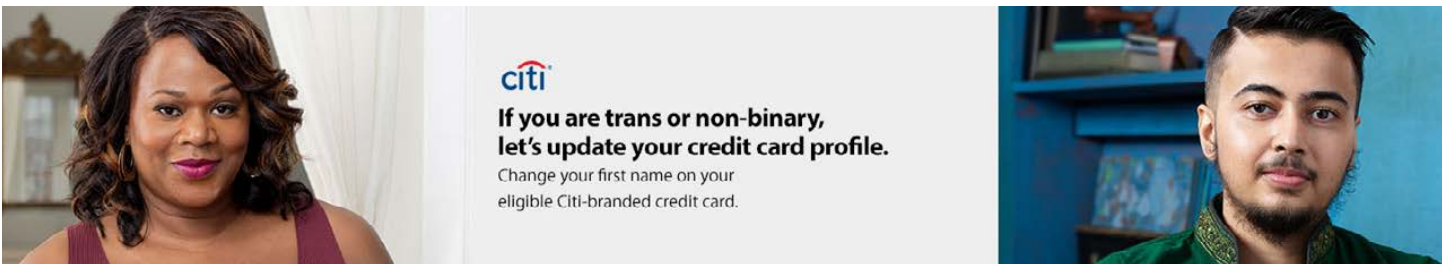 citi®
If you are trans or non-binary,
let's update your credit card profile.
Change your first name on your
eligible Citi-branded credit card.